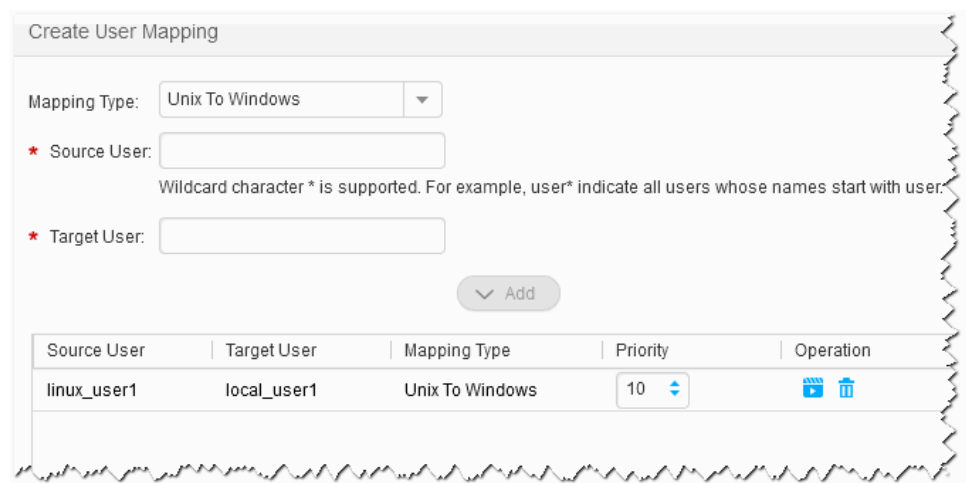 Create User Mapping
Mapping Type: Unix To Windows
* Source User:
Wildcard character * is supported. For example, user* indicate all users whose names start with user.
* Target User:
Add
Source User Target User Mapping Type Priority Operation
linux_user1 local_user1 Unix To Windows 10